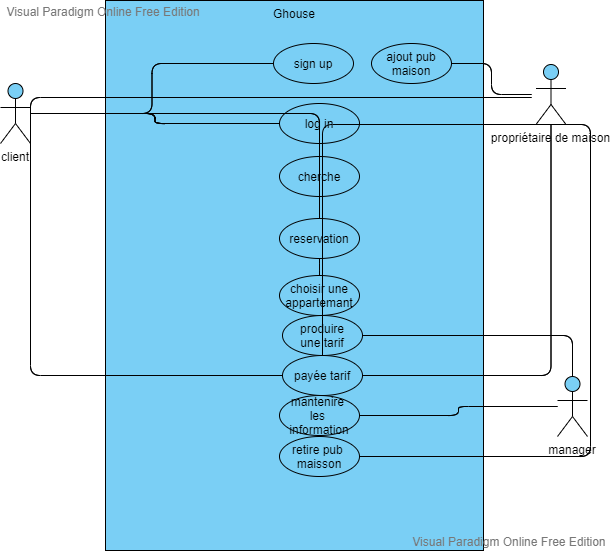 Visual Paradigm Online Free Edition
Ghouse
sign up
ajout pub
maison
client
propriétaire de maison
log in
cherche
reservation
choisir une
appartemant
produire
une tarif
payée tarif
mantenire
les
information
manager
retire pub
maisson
Visual Paradigm Online Free Edition